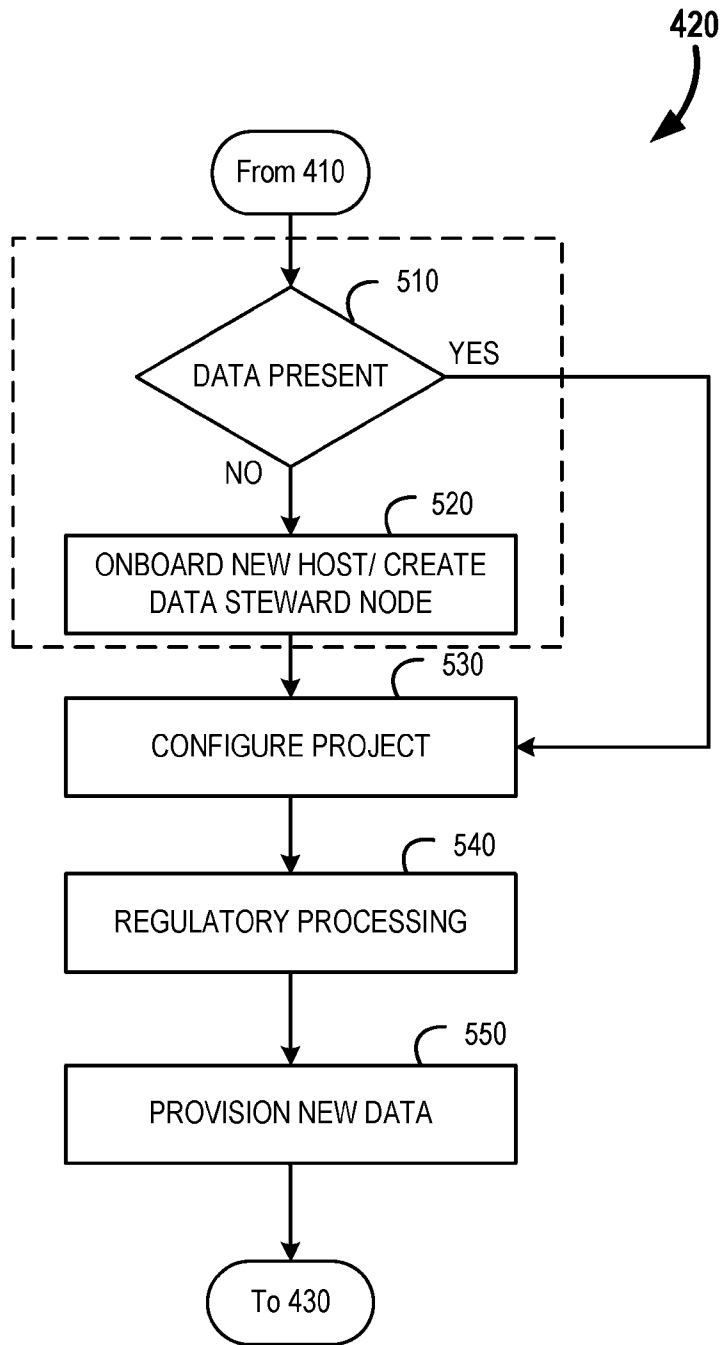 420
From 410
510
DATA PRESENT
YES
NO
520
ONBOARD NEW HOST/ CREATE
DATA STEWARD NODE
530
CONFIGURE PROJECT
540
REGULATORY PROCESSING
550
PROVISION NEW DATA
To 430